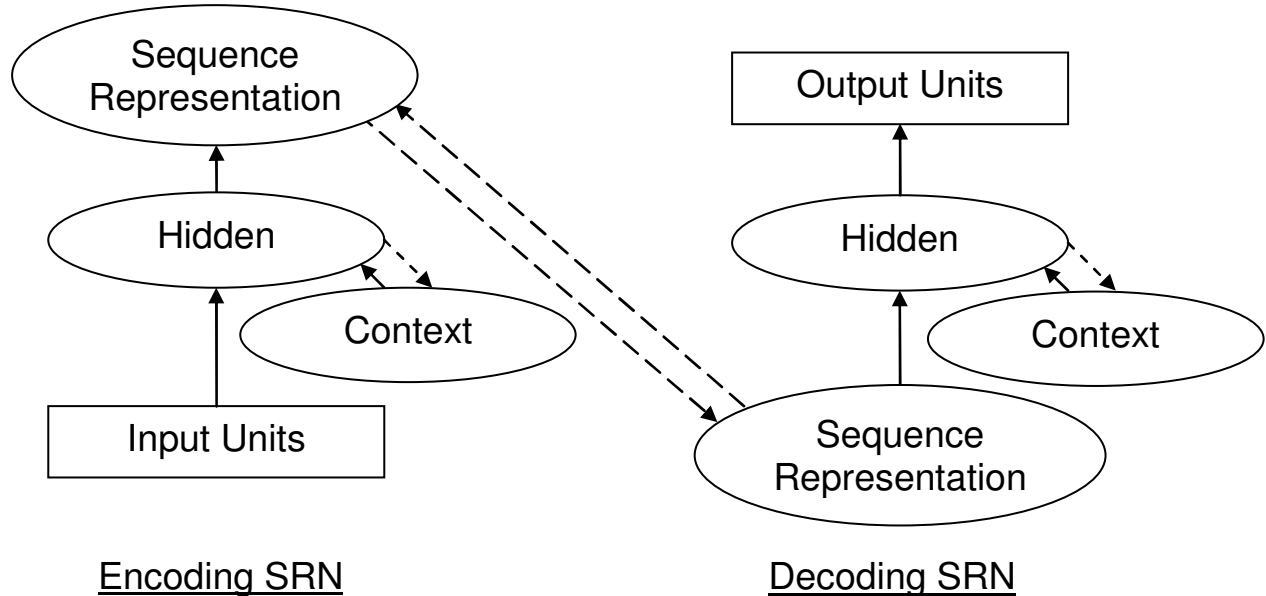 Sequence
Representation
Hidden
Context
Input Units
Encoding SRN
Output Units
Hidden
Context
Sequence
Representation
Decoding SRN